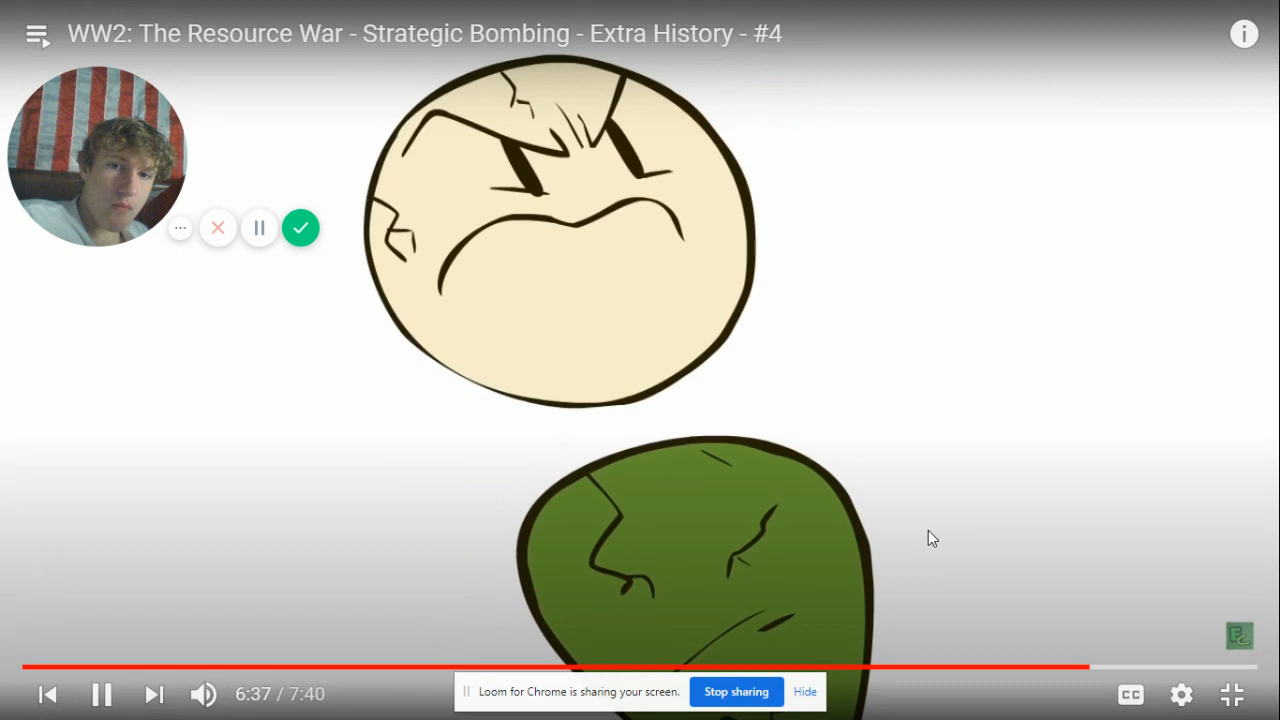 WW2: The Resource War - Strategic Bombing - Extra History - #4
Loom for Chrome is sharing your screen. Stop sharing Hide
6:37 / 7:40
CC